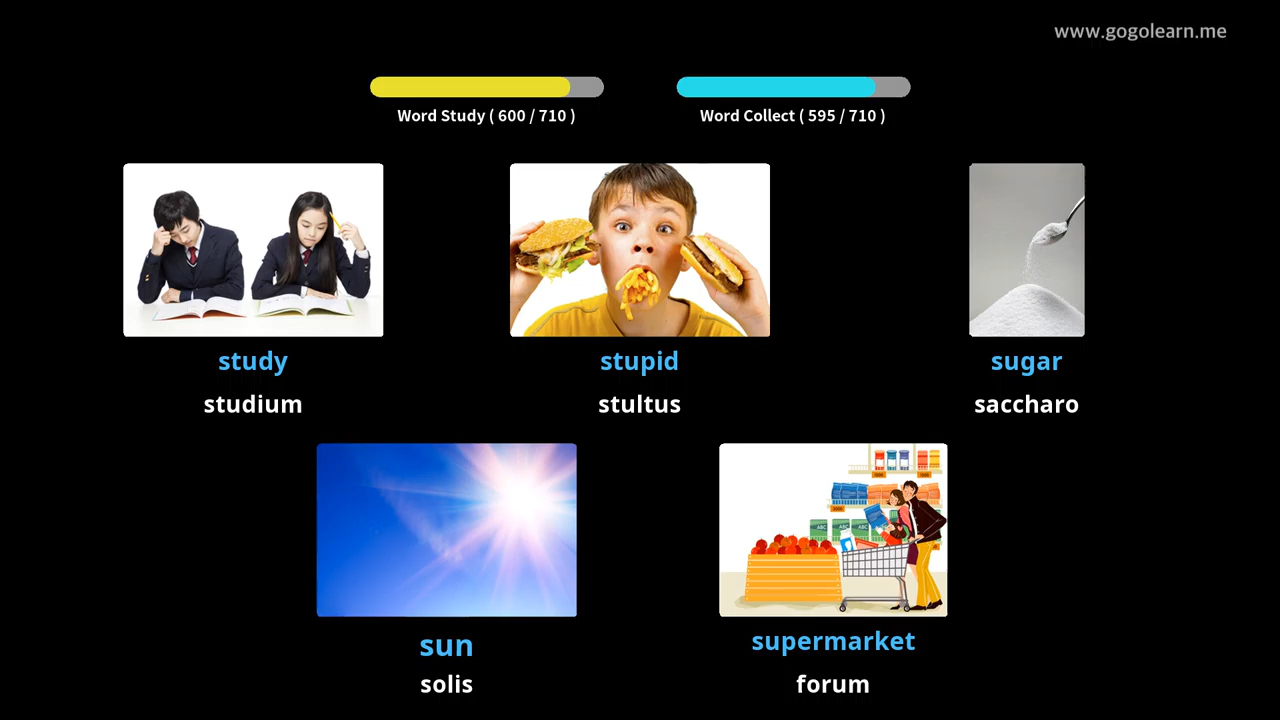 www.gogolearn.me
Word Study ( 600 / 710 )
Word Collect ( 595 / 710 )
study
studium
stupid
stultus
sugar
saccharo
sun
solis
supermarket
forum